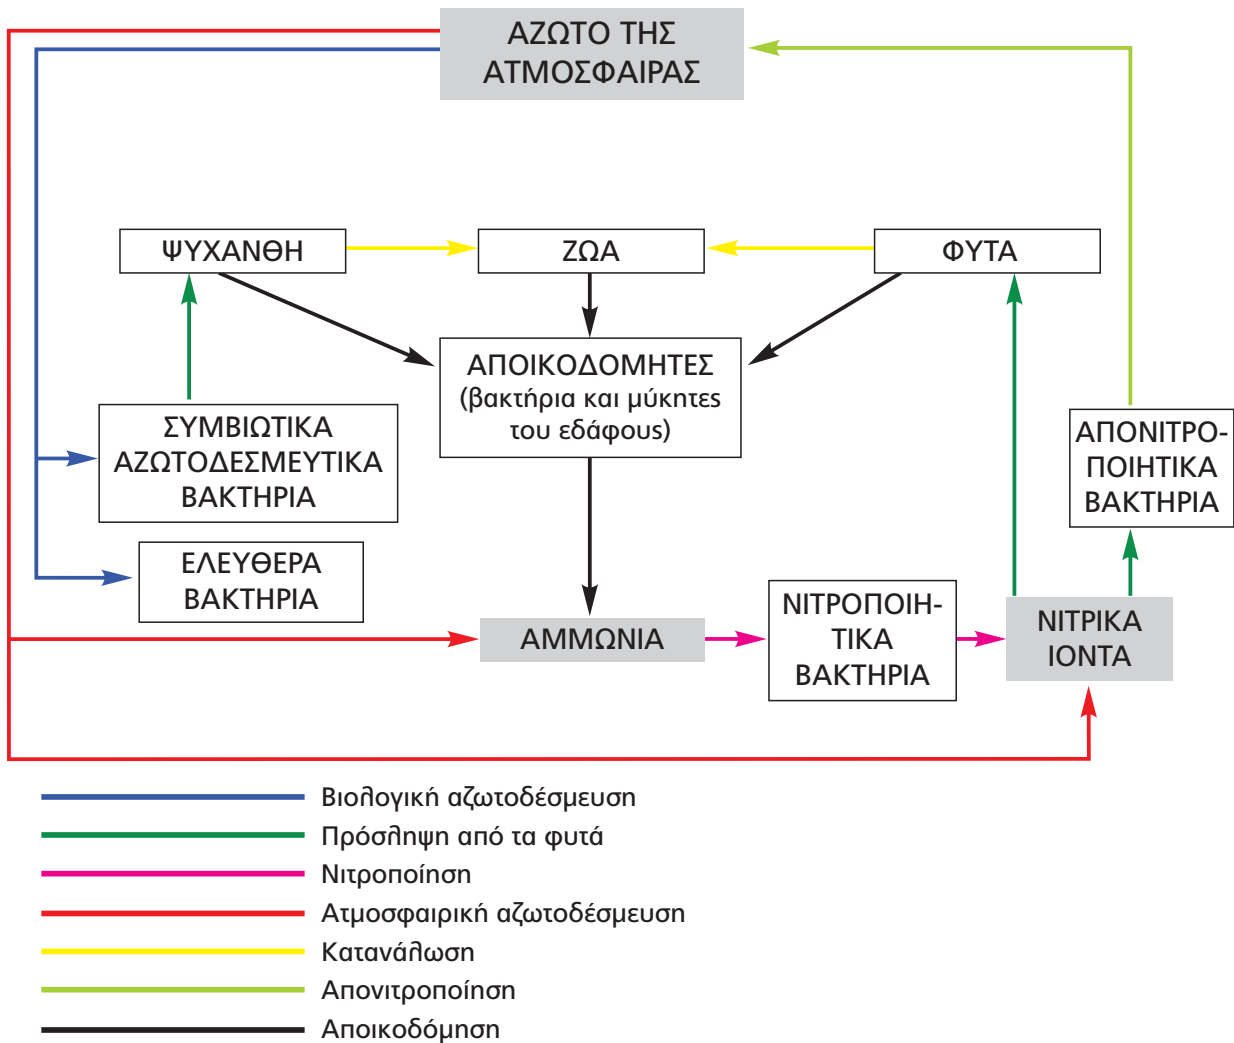 ΑΖΩΤΟ ΤΗΣ
ΑΤΜΟΣΦΑΙΡΑΣ
ΨΥΧΑΝΘΗ
ΖΩΑ
ΦΥΤΑ
ΑΠΟΙΚΟΔΟΜΗΤΕΣ
(βακτήρια και μύκητες
του εδάφους)
ΣΥΜΒΙΩΤΙΚΑ
ΑΖΩΤΟΔΕΣΜΕΥΤΙΚΑ
ΒΑΚΤΗΡΙΑ
ΑΠΟΝΙΤΡΟ-
ΠΟΙΗΤΙΚΑ
ΒΑΚΤΗΡΙΑ
ΕΛΕΥΘΕΡΑ
ΒΑΚΤΗΡΙΑ
ΑΜΜΩΝΙΑ
ΝΙΤΡΟΠΟΙΗ-
ΤΙΚΑ
ΒΑΚΤΗΡΙΑ
ΝΙΤΡΙΚΑ
ΙΟΝΤΑ
Βιολογική αζωτοδέσμευση
Πρόσληψη από τα φυτά
Νιτροποίηση
Ατμοσφαιρική αζωτοδέσμευση
Κατανάλωση
Απονιτροποίηση
Αποικοδόμηση